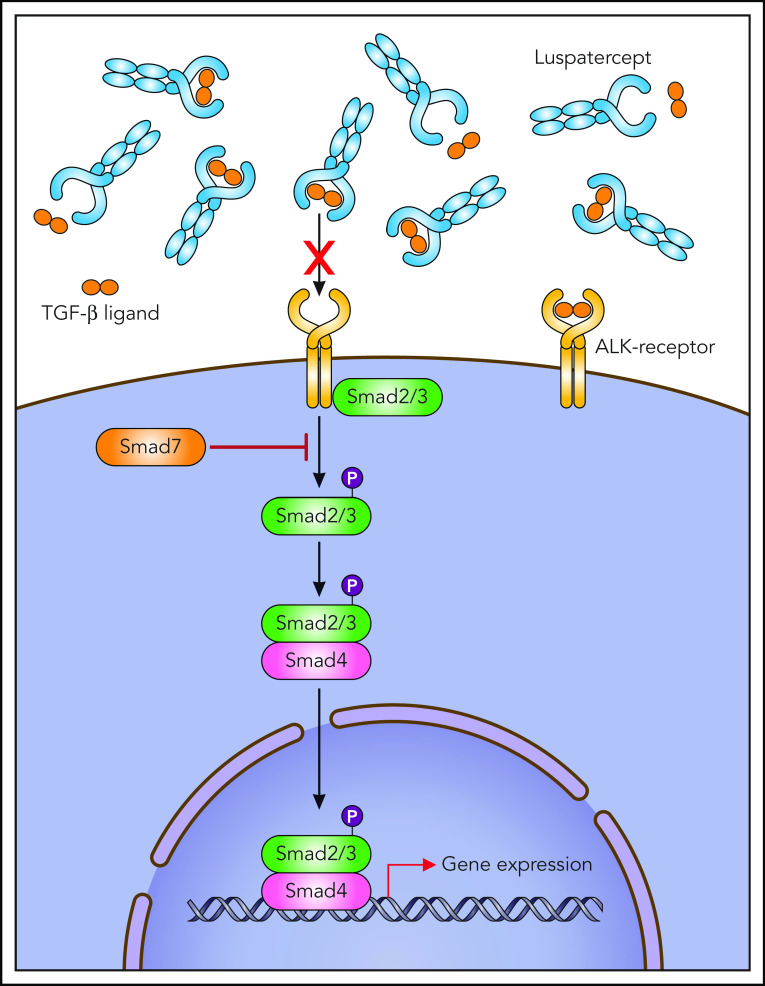 Luspatercept
X
TGF-β ligand
ALK-receptor
Smad2/3
Smad7
P
Smad2/3
P
Smad2/3
Smad4
P
Smad2/3
Smad4
Gene expression